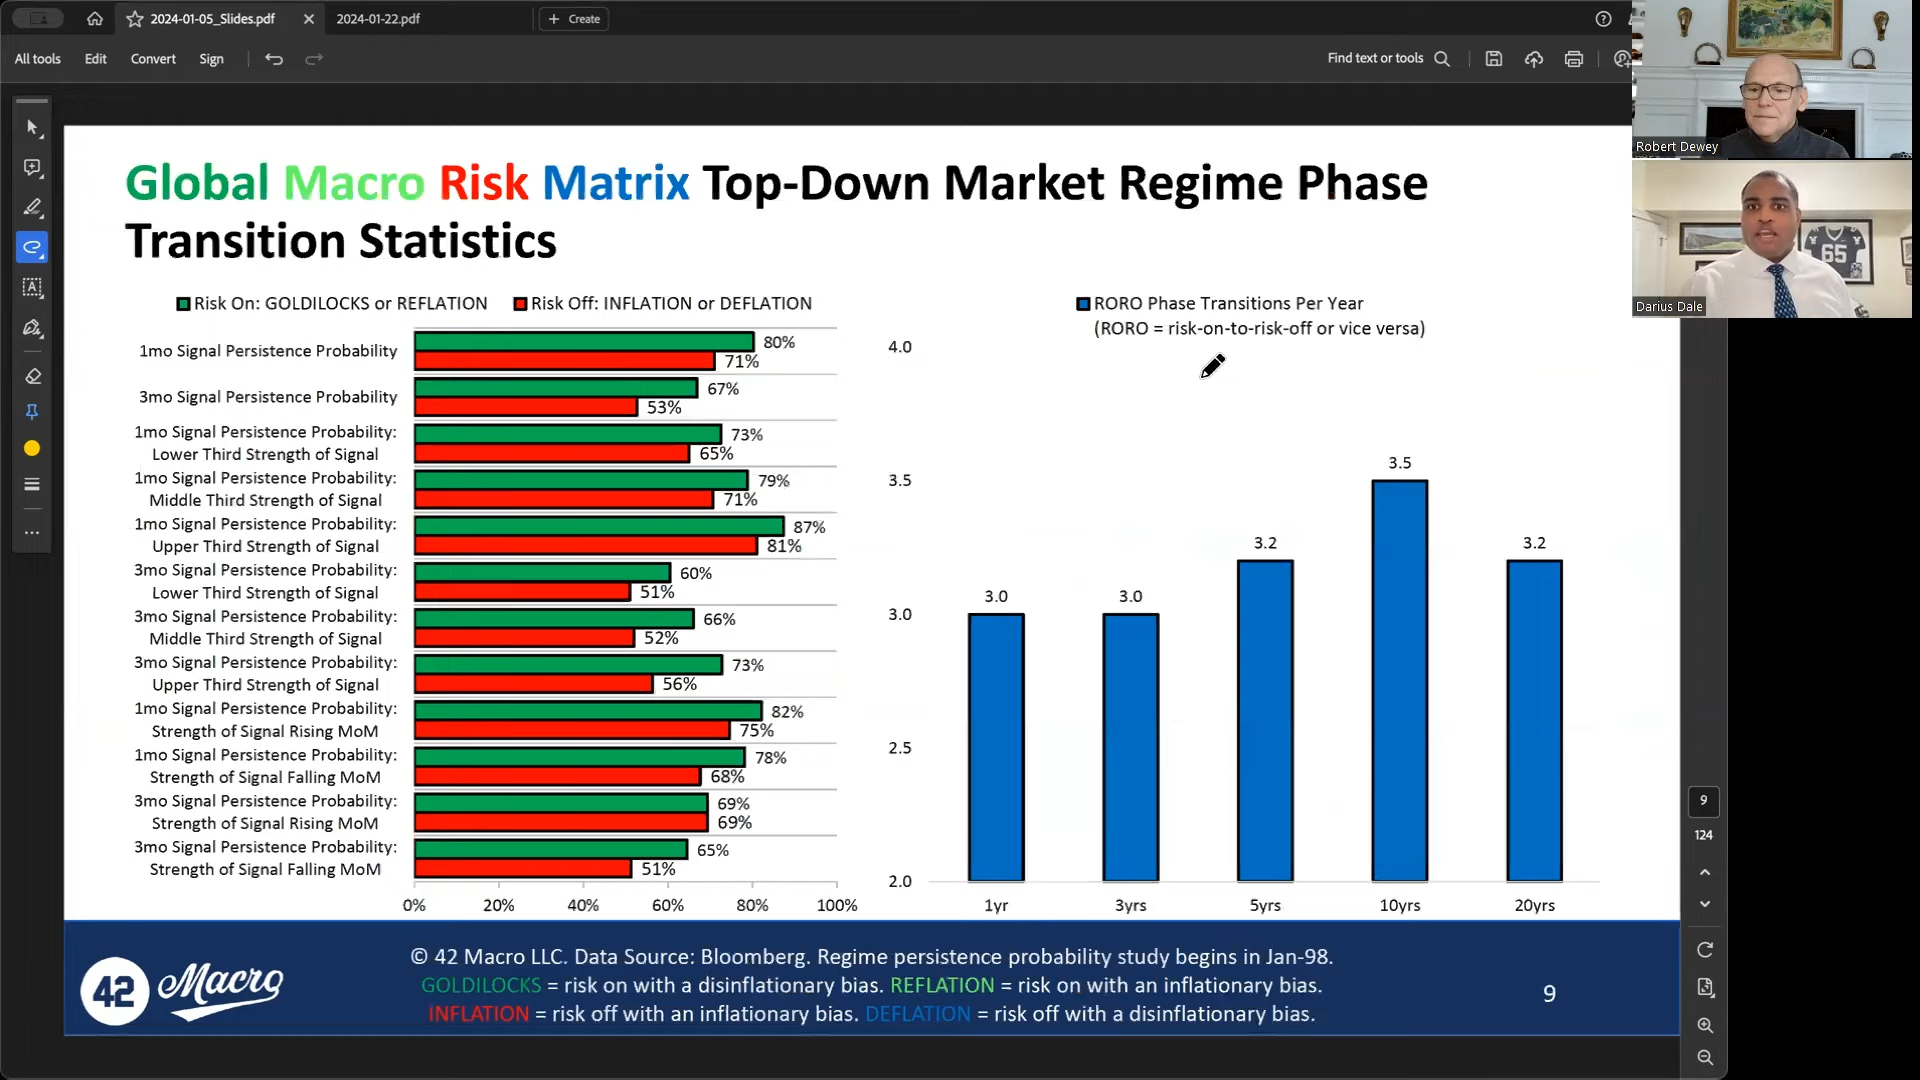 2024-01-05_Slides.pdf
2024-01-22.pdf
+ Create
All tools
Edit
Convert
Sign
Find text or tools
Robert Dewey
65
Darius Dale
Global Macro Risk Matrix Top-Down Market Regime Phase
Transition Statistics
Risk On: GOLDILOCKS or REFLATION
Risk Off: INFLATION or DEFLATION
1mo Signal Persistence Probability
80%
71%
3mo Signal Persistence Probability
67%
53%
1mo Signal Persistence Probability:
Lower Third Strength of Signal
73%
65%
1mo Signal Persistence Probability:
Middle Third Strength of Signal
79%
71%
1mo Signal Persistence Probability:
Upper Third Strength of Signal
87%
81%
3mo Signal Persistence Probability:
Lower Third Strength of Signal
60%
51%
3mo Signal Persistence Probability:
Middle Third Strength of Signal
66%
52%
3mo Signal Persistence Probability:
Upper Third Strength of Signal
73%
56%
1mo Signal Persistence Probability:
Strength of Signal Rising MoM
82%
75%
1mo Signal Persistence Probability:
Strength of Signal Falling MoM
78%
68%
3mo Signal Persistence Probability:
Strength of Signal Rising MoM
69%
69%
3mo Signal Persistence Probability:
Strength of Signal Falling MoM
65%
51%
0% 20% 40% 60% 80% 100%
RORO Phase Transitions Per Year
(RORO = risk-on-to-risk-off or vice versa)
4.0
3.5
3.0
2.5
2.0
3.0
3.0
3.2
3.5
3.2
1yr 3yrs 5yrs 10yrs 20yrs
9
124
42 Macro
© 42 Macro LLC. Data Source: Bloomberg. Regime persistence probability study begins in Jan-98.
GOLDILOCKS = risk on with a disinflationary bias. REFLATION = risk on with an inflationary bias.
INFLATION = risk off with an inflationary bias. DEFLATION = risk off with a disinflationary bias.
9